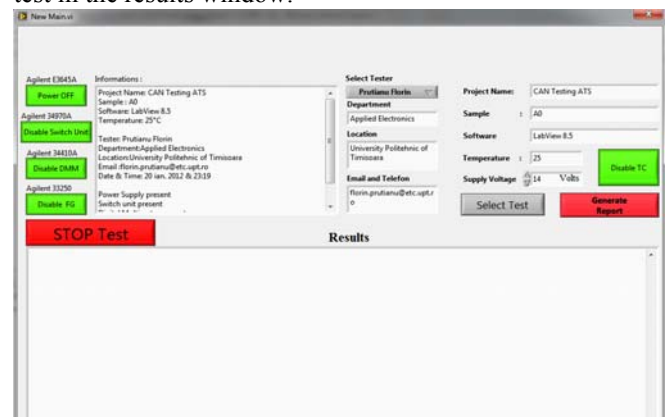 test in the results window.
New Main.vi
Agilent E3645A
Power OFF
Agilent 34970A
Disable Switch Unit
Agilent 34410A
Disable DMM
Agilent 33250
Disable FG
Informations :
Project Name: CAN Testing ATS
Sample : A0
Software: LabView 8.5
Temperature: 25°C
Tester: Prutianu Florin
Department:Applied Electronics
Location:University Politehnic of Timisoara
Email :florin.prutianu@etc.upt.ro
Date & Time: 20 ian. 2012 & 23:19
Power Supply present
Switch unit present
Select Tester
Prutianu Florin
Department
Applied Electronics
Location
University Politehnic of
Timisoara
Email and Telefon
florin.prutianu@etc.upt.r
o
Project Name:
CAN Testing ATS
Sample :
A0
Software
LabView 8.5
Temperature :
25
Supply Voltage
14 Volts
Disable TC
Select Test
Generate
Report
STOP Test
Results